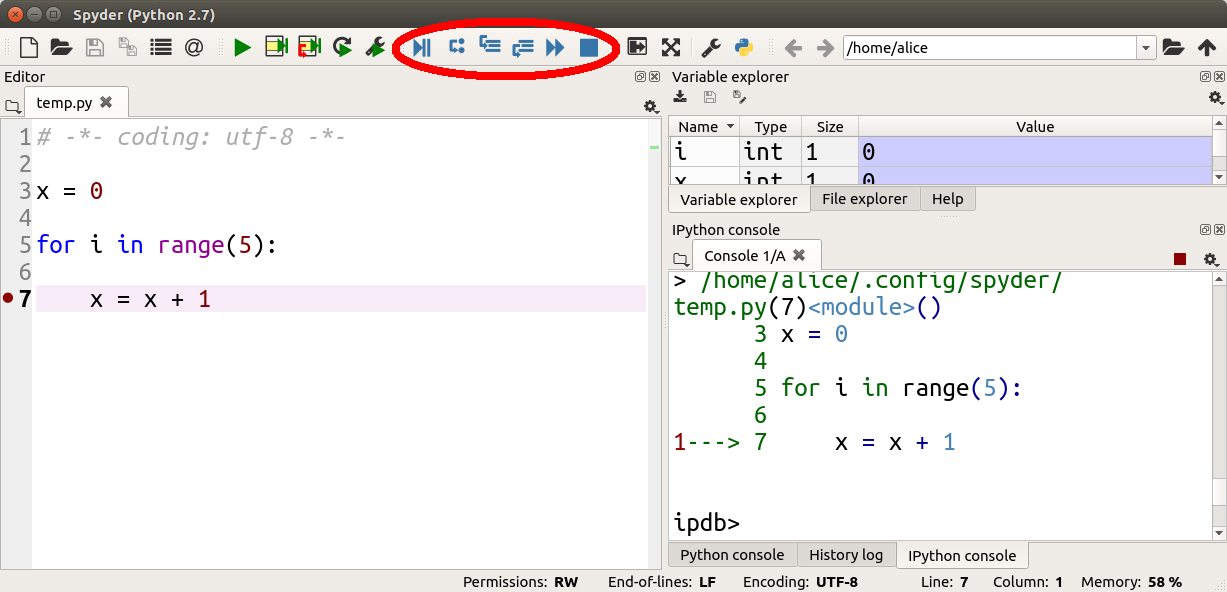 Spyder (Python 2.7)
/home/alice
Editor
temp.py
1 # -*- coding: utf-8 -*-
2
3 x = 0
4
5 for i in range(5):
6
7     x = x + 1
Variable explorer
Name Type Size Value
i int 1 0
x int 1 0
Variable explorer File explorer Help
IPython console
Console 1/A
> /home/alice/.config/spyder/
temp.py(7)<module>()
      3 x = 0
      4
      5 for i in range(5):
      6
1---> 7     x = x + 1
ipdb>
Python console History log IPython console
Permissions: RW End-of-lines: LF Encoding: UTF-8 Line: 7 Column: 1 Memory: 58 %